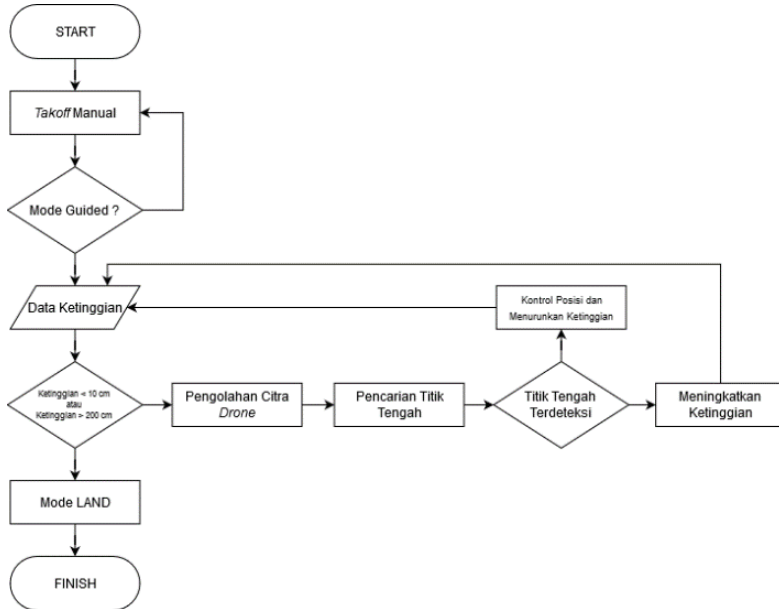 START
Takoff Manual
Mode Guided ?
Data Ketinggian
Kontrol Posisi dan
Menurunkan Ketinggian
Ketinggian < 10 cm
atau
Ketinggian > 200 cm
Pengolahan Citra
Drone
Pencarian Titik
Tengah
Titik Tengah
Terdeteksi
Meningkatkan
Ketinggian
Mode LAND
FINISH